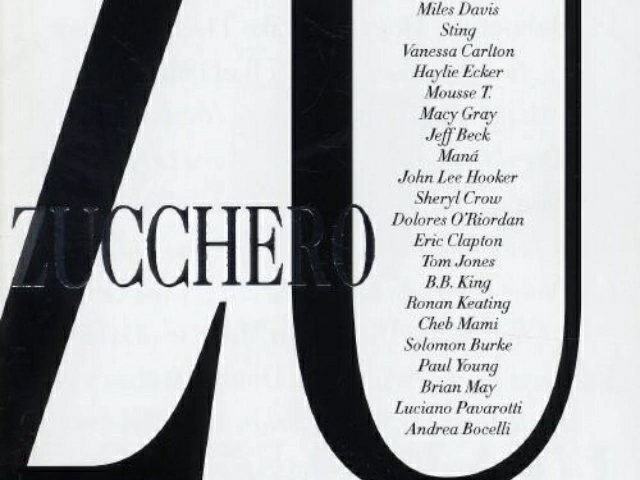 ZU
Miles Davis
Sting
Vanessa Carlton
Haylie Ecker
Mousse T.
Macy Gray
Jeff Beck
Maná
John Lee Hooker
Sheryl Crow
ZUCCHERO
Dolores O'Riordan
Eric Clapton
Tom Jones
B.B. King
Ronan Keating
Cheb Mami
Solomon Burke
Paul Young
Brian May
Luciano Pavarotti
Andrea Bocelli